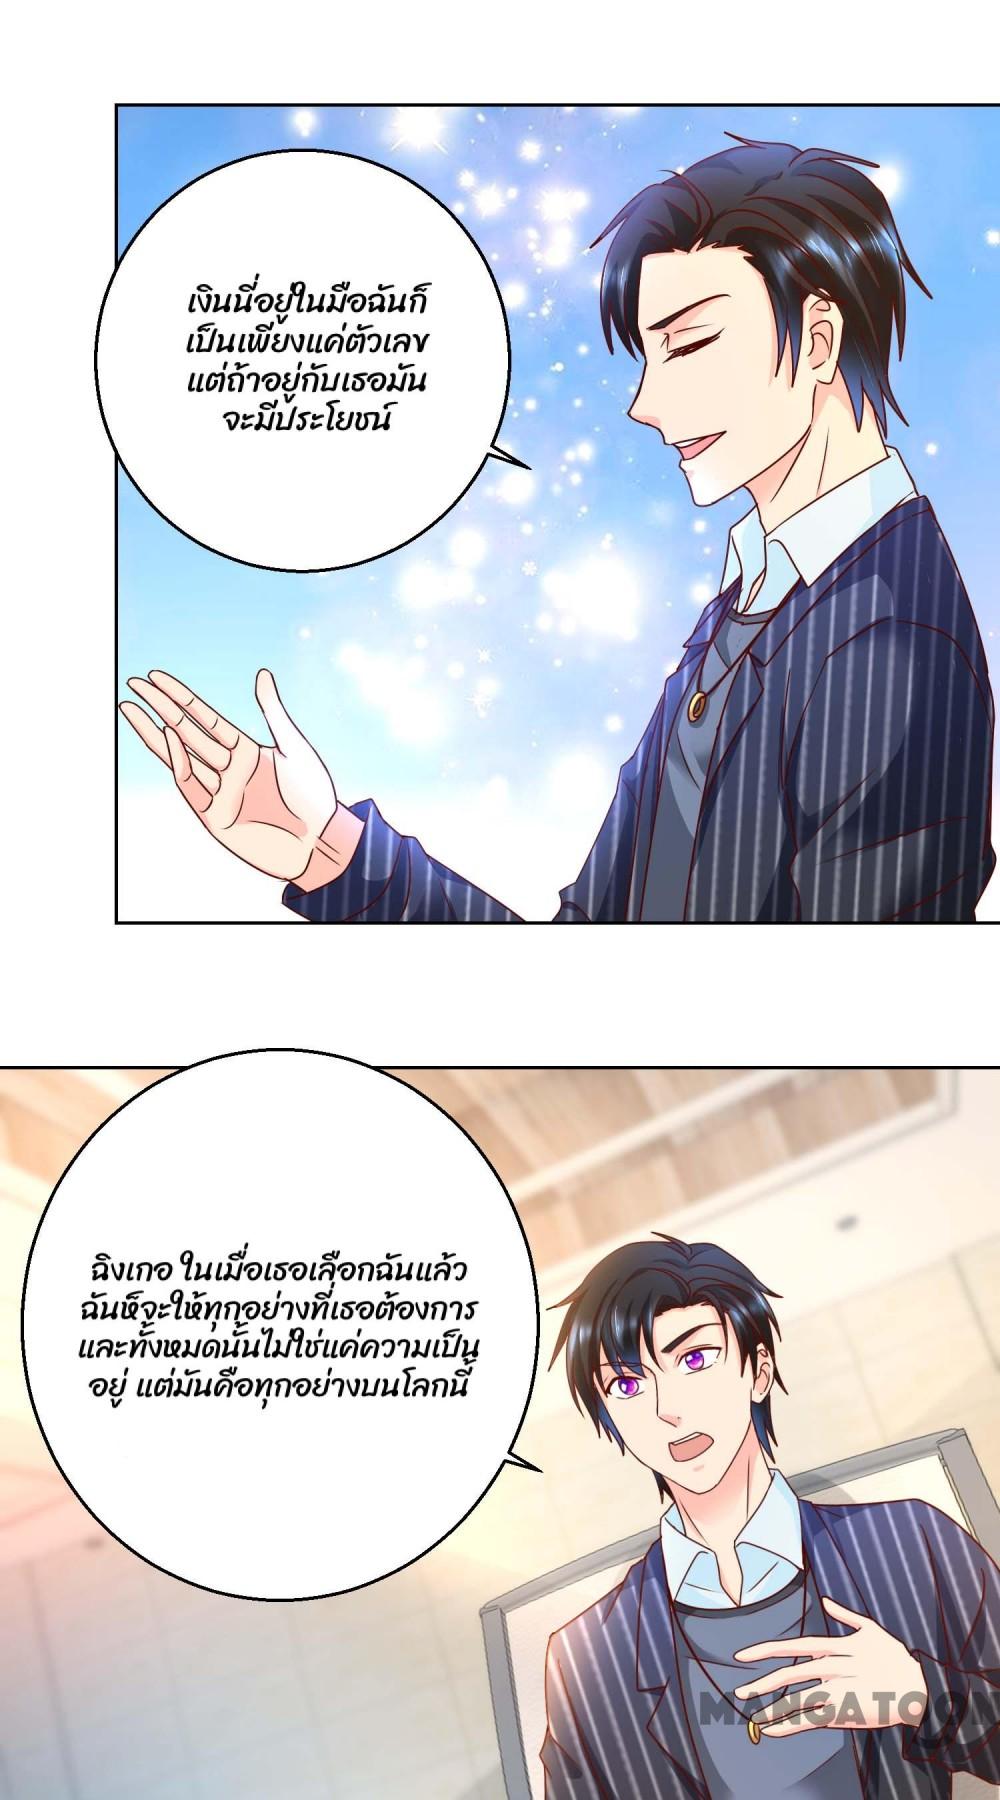 เงินนี่อยู่ในมือฉันก็
เป็นเพียงแค่ตัวเลข
แต่ถ้าอยู่กับเธอมัน
จะมีประโยชน์
ฉิงเกอ ในเมื่อเธอเลือกฉันแล้ว
ฉันห็จะให้ทุกอย่างที่เธอต้องการ
และทั้งหมดนั้นไม่ใช่แค่ความเป็น
อยู่ แต่มันคือทุกอย่างบนโลกนี้
MANGATOON